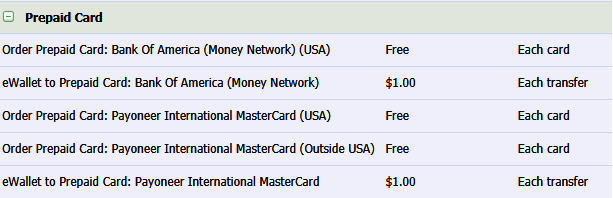 Prepaid Card
Order Prepaid Card: Bank Of America (Money Network) (USA) Free Each card
eWallet to Prepaid Card: Bank Of America (Money Network) $1.00 Each transfer
Order Prepaid Card: Payoneer International MasterCard (USA) Free Each card
Order Prepaid Card: Payoneer International MasterCard (Outside USA) Free Each card
eWallet to Prepaid Card: Payoneer International MasterCard $1.00 Each transfer